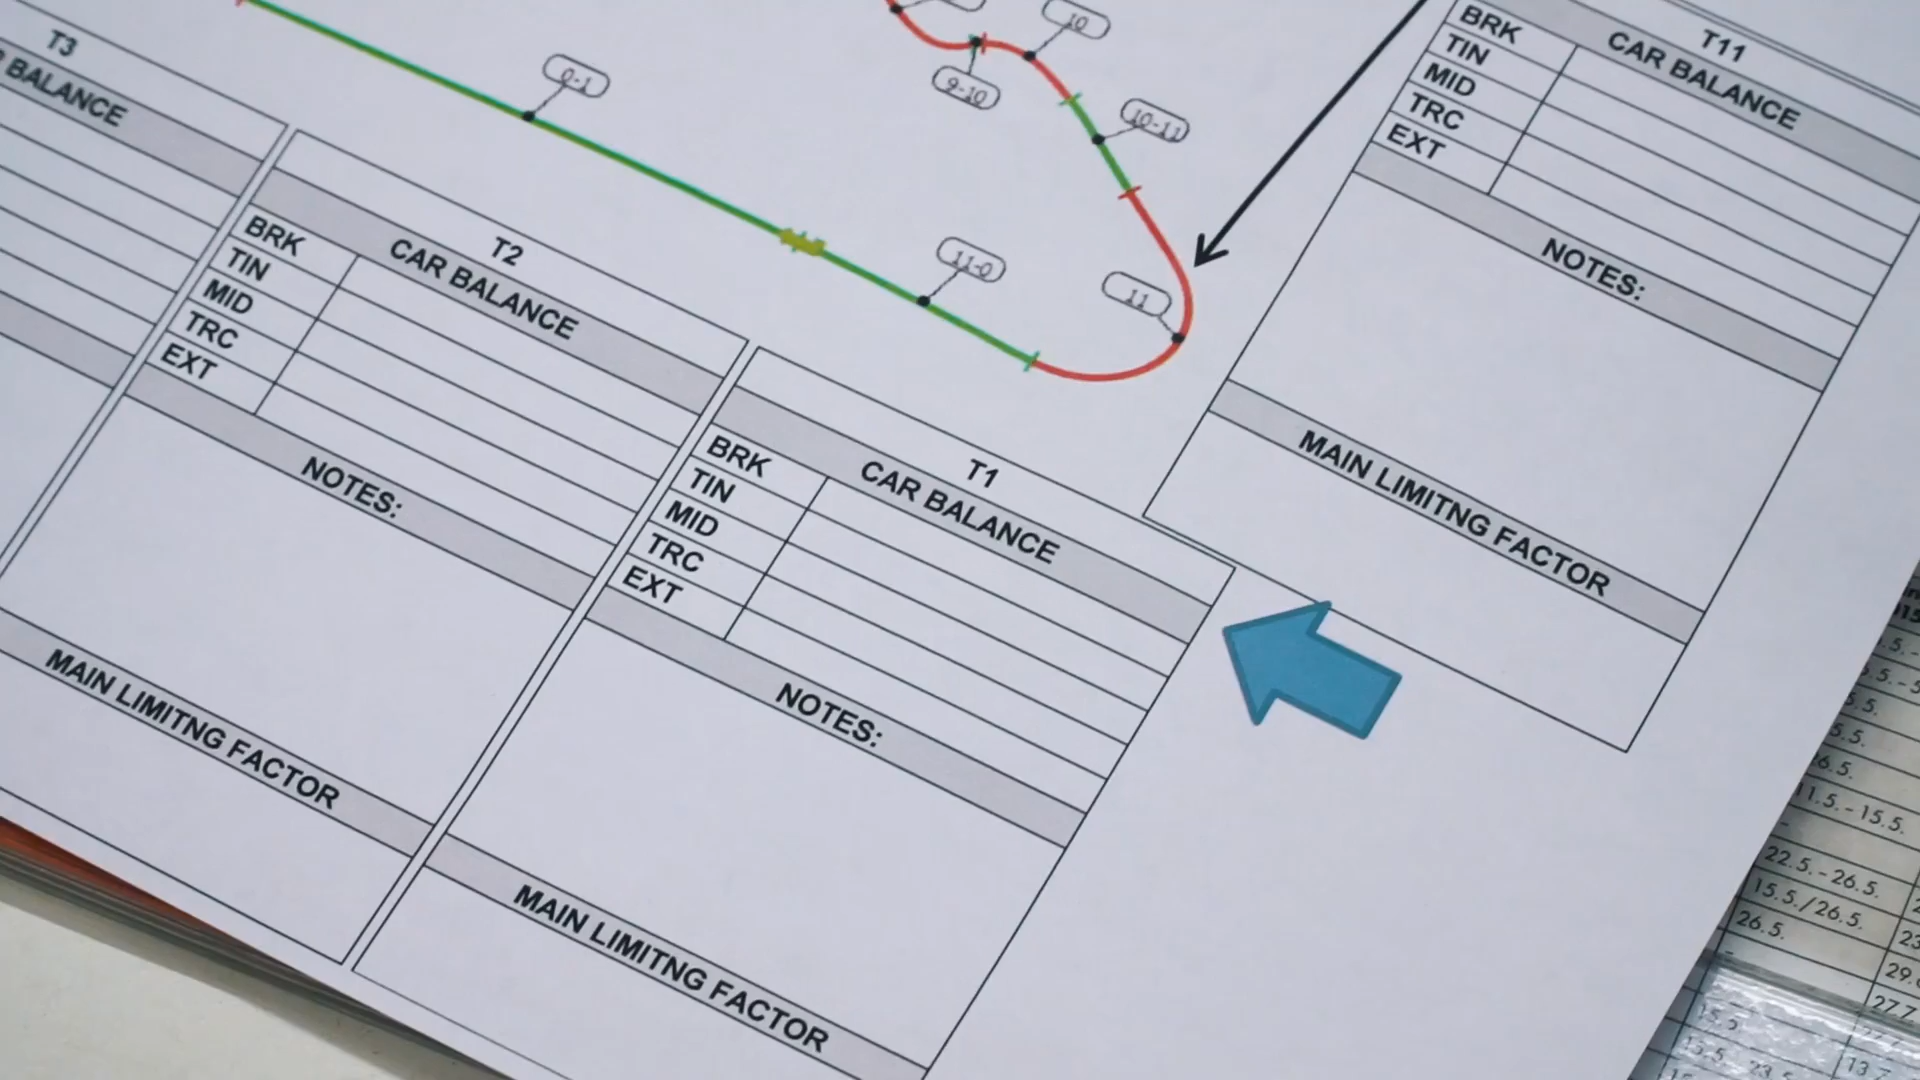 10
9-10
10-11
0-1
11-0
11
T3
BALANCE
T2
CAR BALANCE
BRK
TIN
MID
TRC
EXT
NOTES:
MAIN LIMITNG FACTOR
T1
CAR BALANCE
BRK
TIN
MID
TRC
EXT
NOTES:
MAIN LIMITNG FACTOR
T11
CAR BALANCE
BRK
TIN
MID
TRC
EXT
NOTES:
MAIN LIMITNG FACTOR
11.5. - 15.5.
22.5. - 26.5.
15.5./26.5.
26.5.